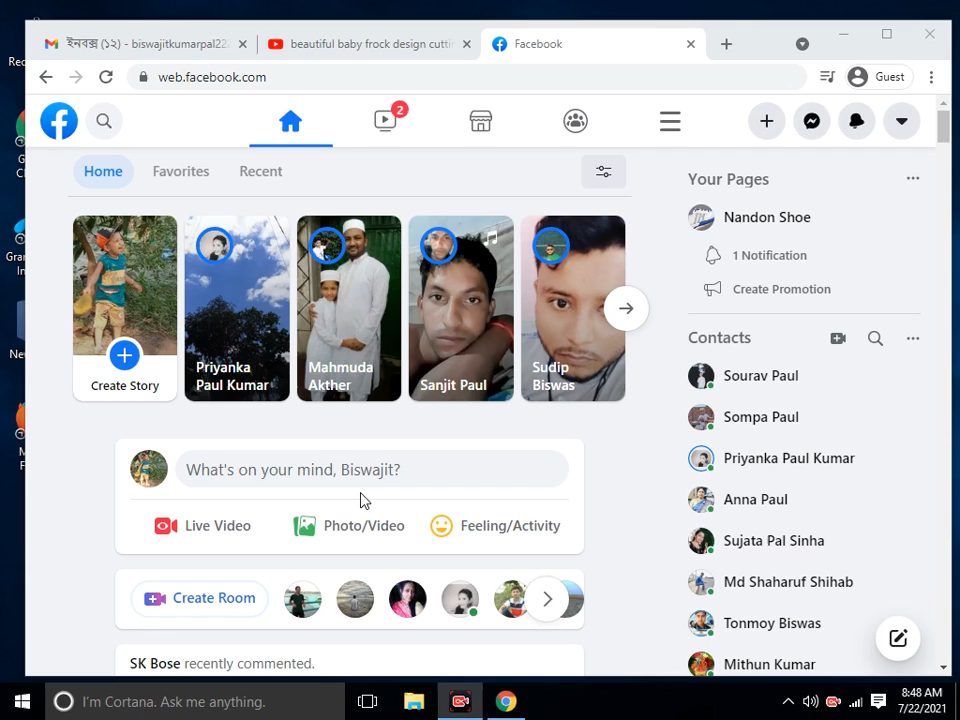 ইনবক্স (১২) - biswajitkumarpal22
beautiful baby frock design cutti
Facebook
web.facebook.com
Guest
2
Home
Favorites
Recent
Your Pages
Nandon Shoe
1 Notification
Create Promotion
Create Story
Priyanka
Paul Kumar
Mahmuda
Akther
Sanjit Paul
Sudip
Biswas
Contacts
Sourav Paul
Sompa Paul
Priyanka Paul Kumar
Anna Paul
Sujata Pal Sinha
Md Shaharuf Shihab
Tonmoy Biswas
Mithun Kumar
What's on your mind, Biswajit?
Live Video
Photo/Video
Feeling/Activity
Create Room
SK Bose recently commented.
I'm Cortana. Ask me anything.
8:48 AM
7/22/2021